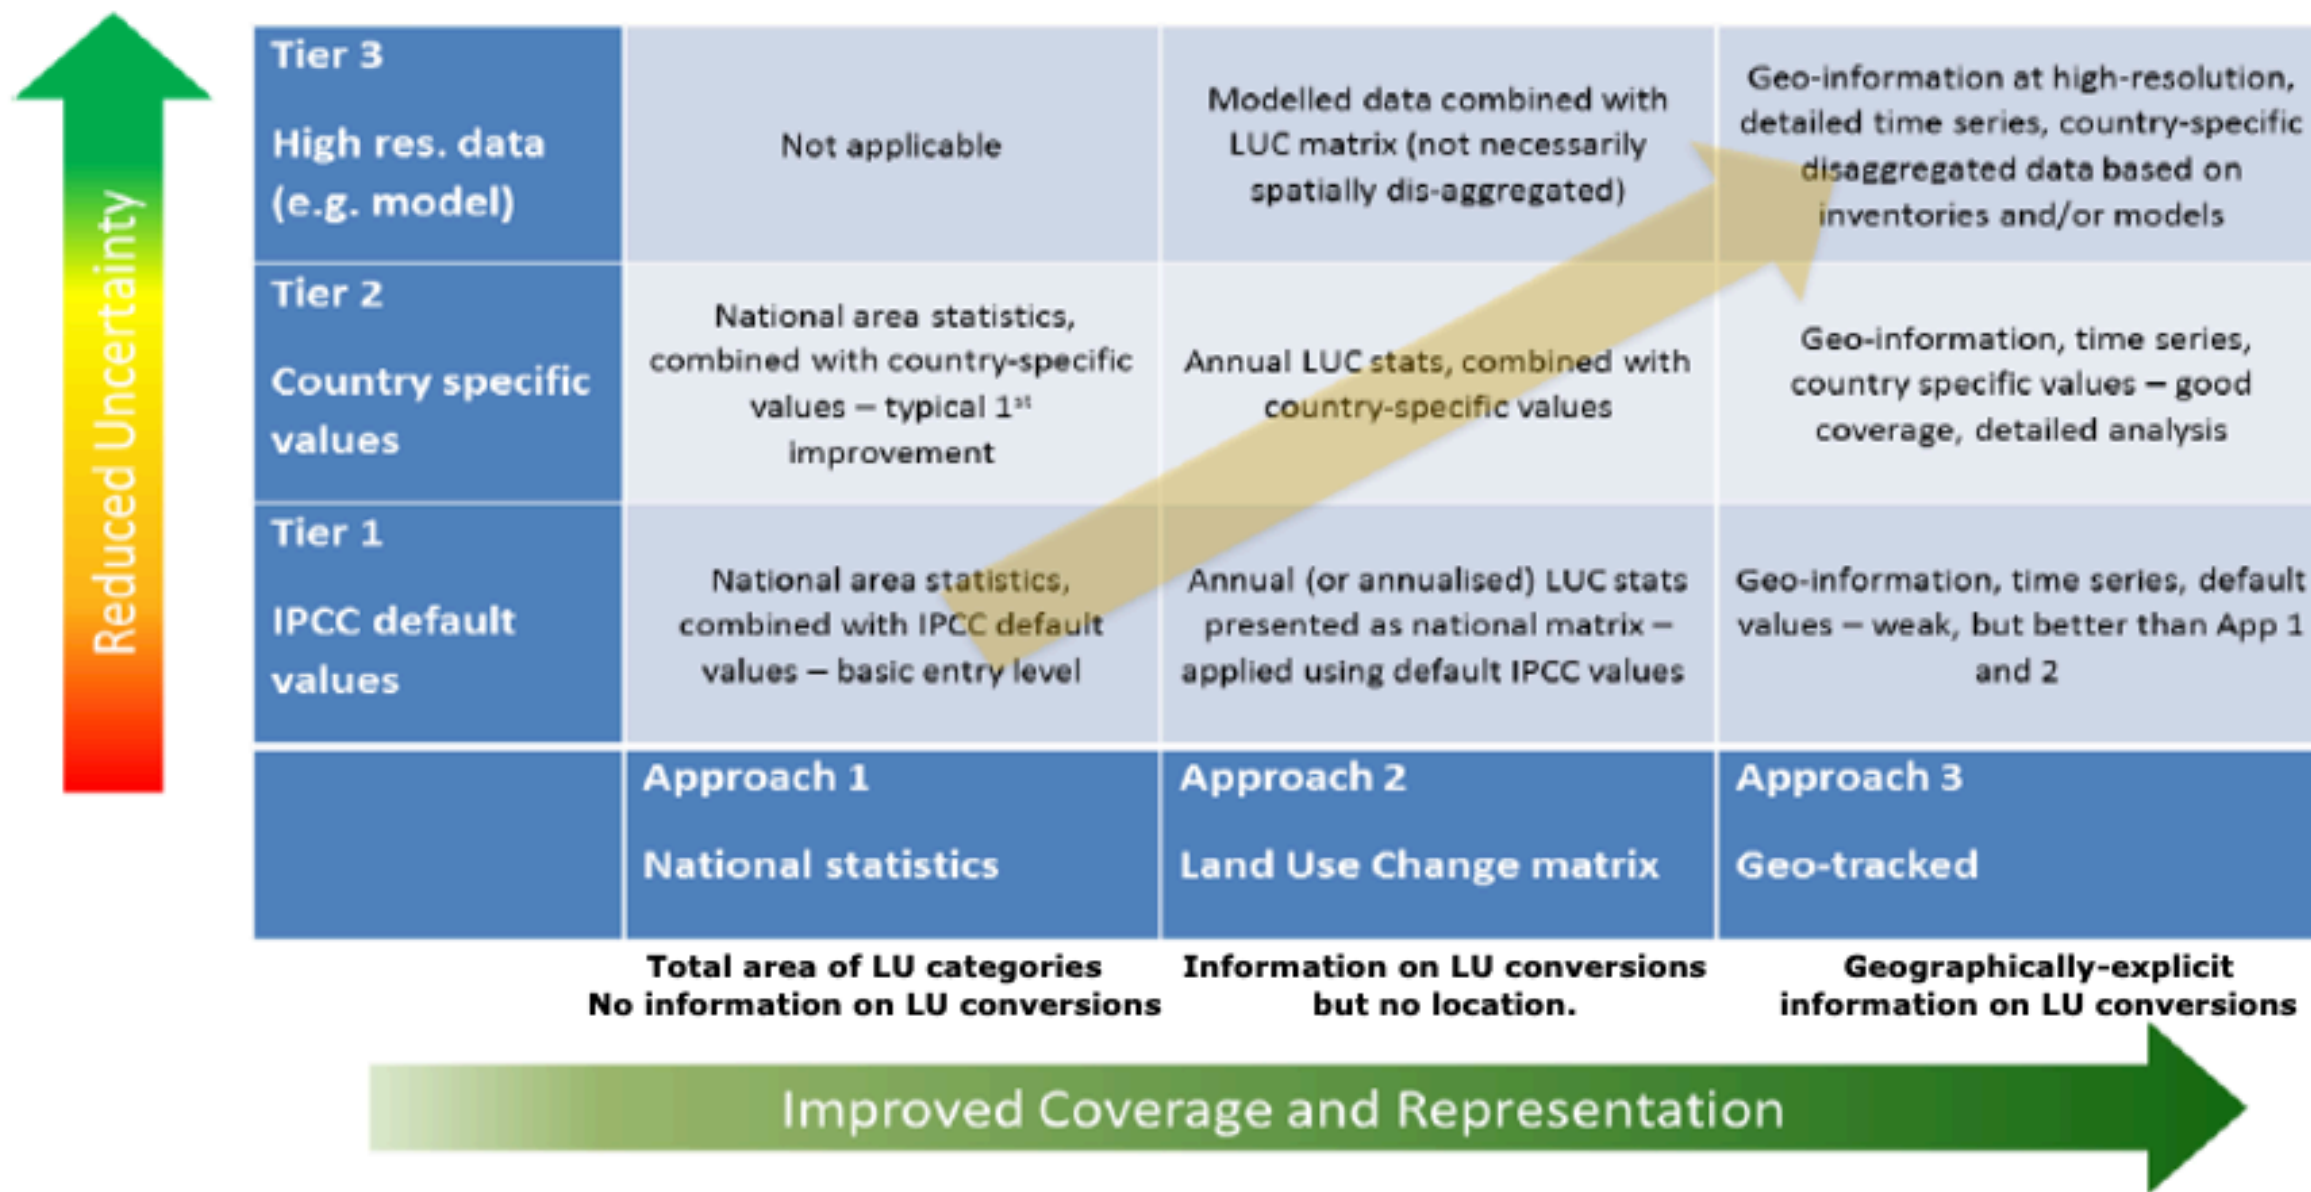 Reduced Uncertainty
Tier 3
High res. data
(e.g. model)
Not applicable
Modelled data combined with
LUC matrix (not necessarily
spatially dis-aggregated)
Geo-information at high-resolution,
detailed time series, country-specific
disaggregated data based on
inventories and/or models
Tier 2
Country specific
values
National area statistics,
combined with country-specific
values – typical 1st
improvement
Annual LUC stats, combined with
country-specific values
Geo-information, time series,
country specific values – good
coverage, detailed analysis
Tier 1
IPCC default
values
National area statistics,
combined with IPCC default
values – basic entry level
Annual (or annualised) LUC stats
presented as national matrix –
applied using default IPCC values
Geo-information, time series, default
values – weak, but better than App 1
and 2
Approach 1
National statistics
Approach 2
Land Use Change matrix
Approach 3
Geo-tracked
Total area of LU categories
No information on LU conversions
Information on LU conversions
but no location.
Geographically-explicit
information on LU conversions
Improved Coverage and Representation